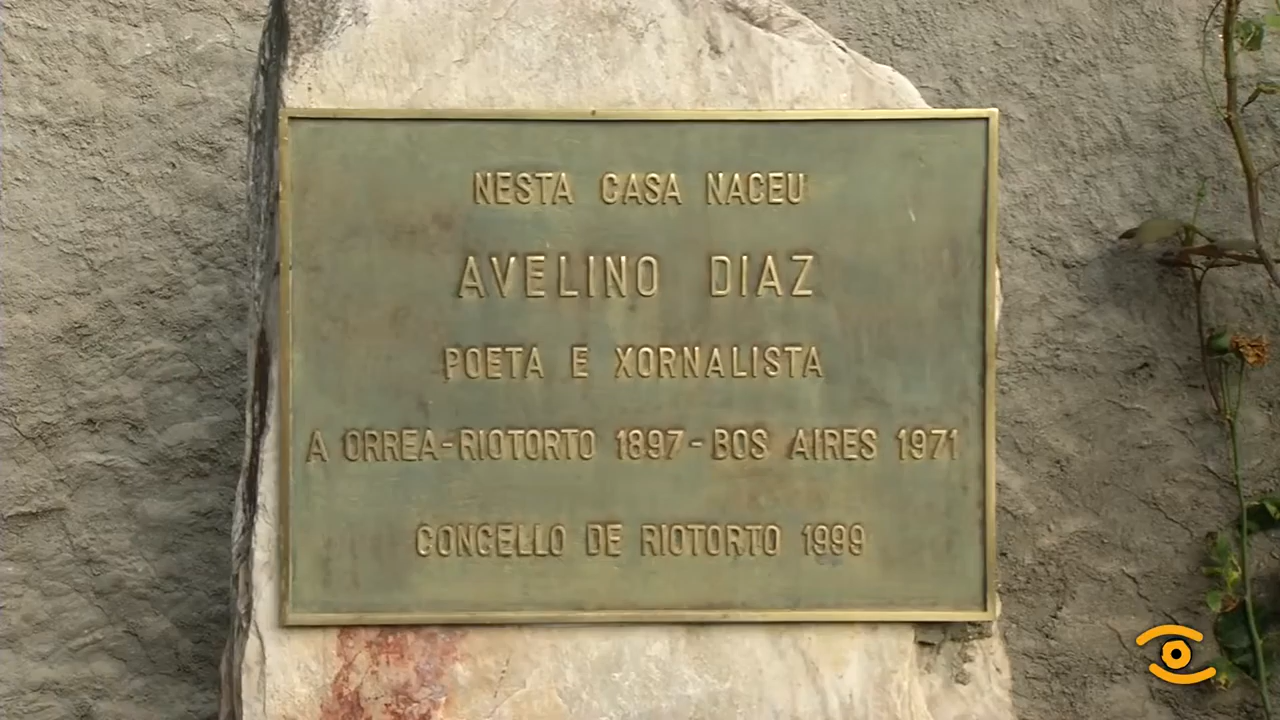 NESTA CASA NACEU
AVELINO DIAZ
POETA E XORNALISTA
A ORREA-RIOTORTO 1897-BOS AIRES 1971
CONCELLO DE RIOTORTO 1999